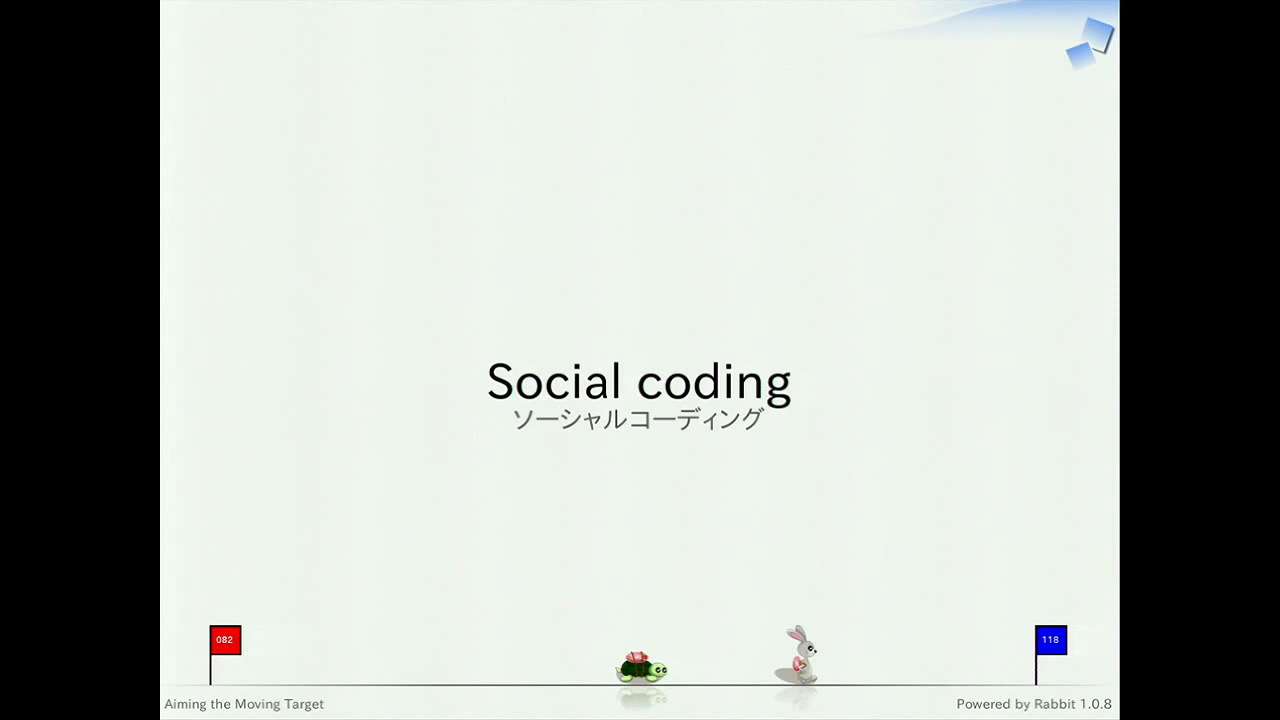 Social coding
ソーシャルコーディング
082
118
Aiming the Moving Target
Powered by Rabbit 1.0.8